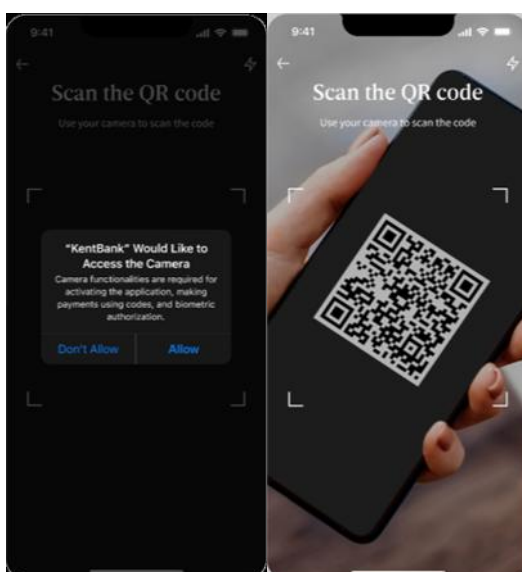 9:41
Scan the QR code
Use your camera to scan the code
"KentBank" Would Like to
Access the Camera
Camera functionalities are required for
activating the application, making
payments using codes, and biometric
authorization.
Don't Allow
Allow
9:41
Scan the QR code
Use your camera to scan the code